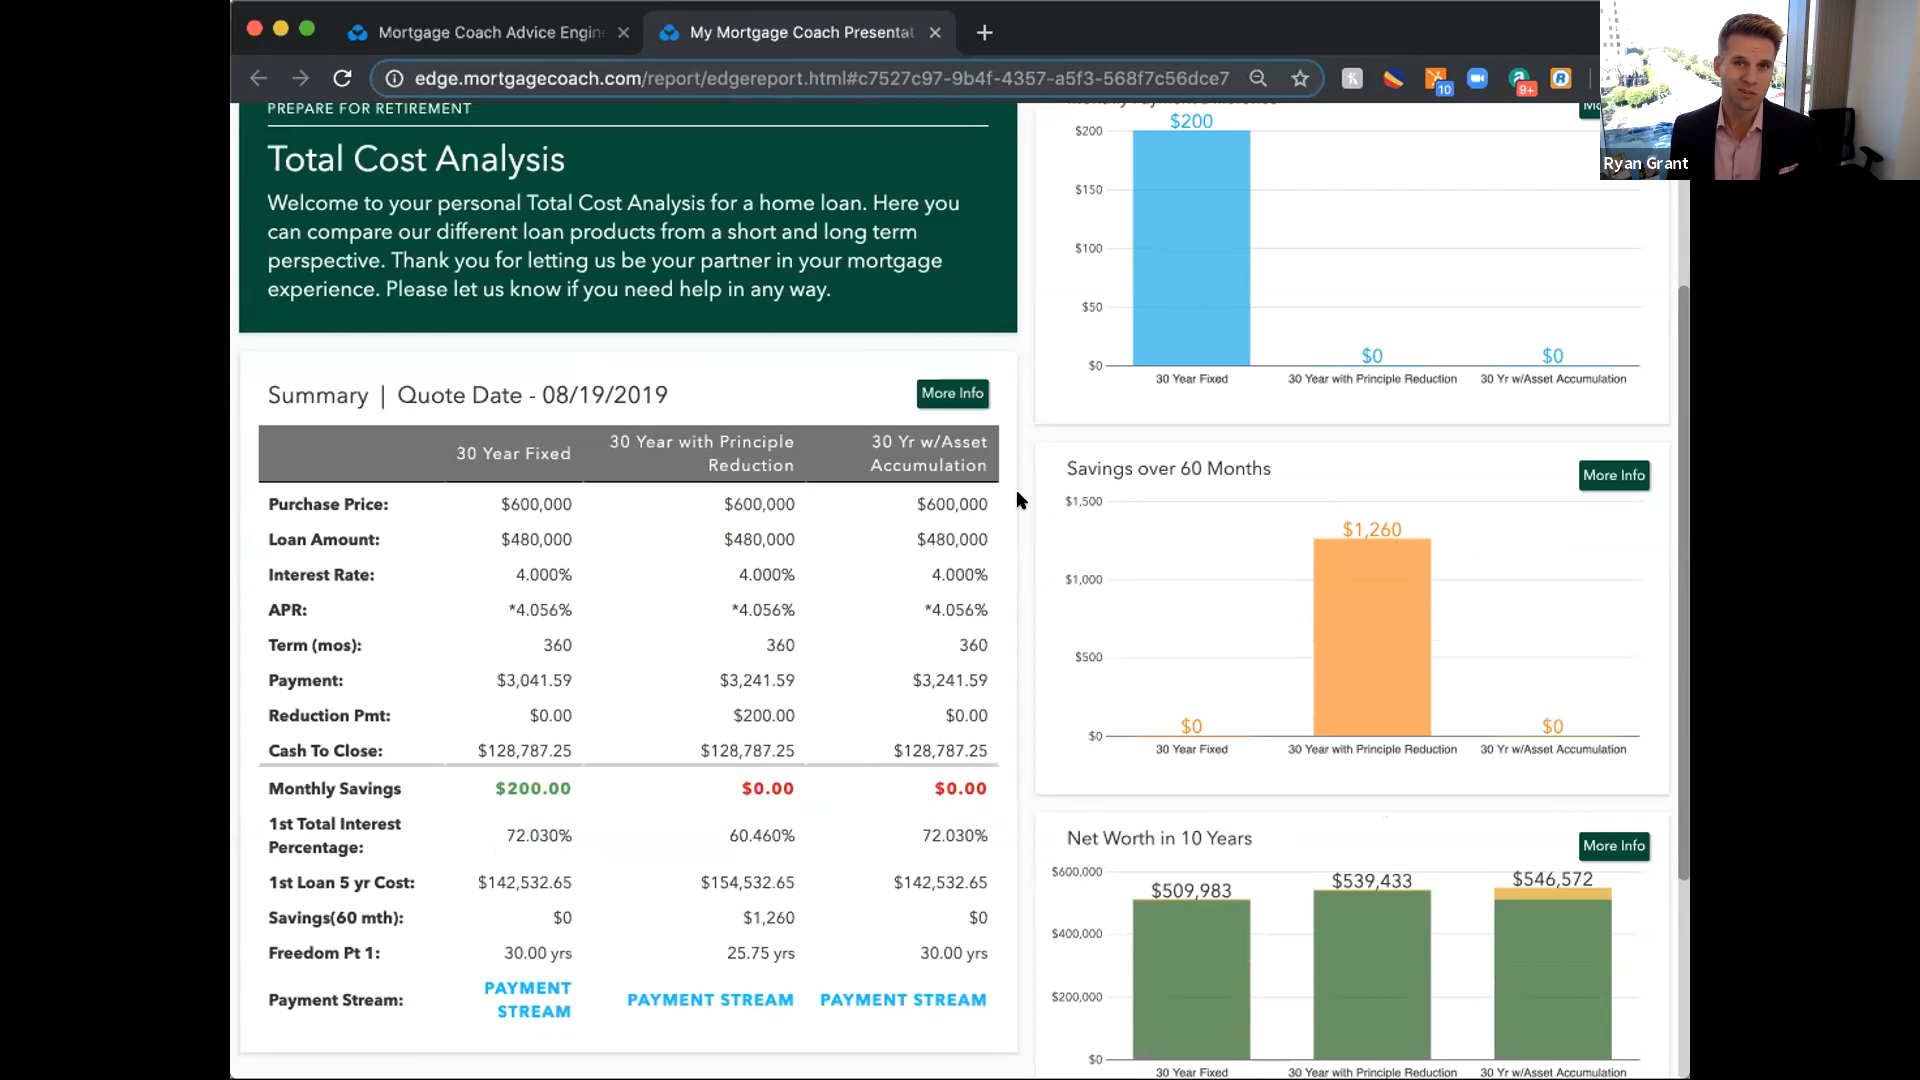 Mortgage Coach Advice Engin
My Mortgage Coach Presentat
edge.mortgagecoach.com/report/edgereport.html#c7527c97-9b4f-4357-a5f3-568f7c56dce7
10
9+
Ryan Grant
PREPARE FOR RETIREMENT
Total Cost Analysis
Welcome to your personal Total Cost Analysis for a home loan. Here you
can compare our different loan products from a short and long term
perspective. Thank you for letting us be your partner in your mortgage
experience. Please let us know if you need help in any way.
Summary | Quote Date - 08/19/2019
More Info
30 Year Fixed 30 Year with Principle Reduction 30 Yr w/Asset Accumulation
Purchase Price: $600,000 $600,000 $600,000
Loan Amount: $480,000 $480,000 $480,000
Interest Rate: 4.000% 4.000% 4.000%
APR: *4.056% *4.056% *4.056%
Term (mos): 360 360 360
Payment: $3,041.59 $3,241.59 $3,241.59
Reduction Pmt: $0.00 $200.00 $0.00
Cash To Close: $128,787.25 $128,787.25 $128,787.25
Monthly Savings $200.00 $0.00 $0.00
1st Total Interest Percentage: 72.030% 60.460% 72.030%
1st Loan 5 yr Cost: $142,532.65 $154,532.65 $142,532.65
Savings(60 mth): $0 $1,260 $0
Freedom Pt 1: 30.00 yrs 25.75 yrs 30.00 yrs
Payment Stream: PAYMENT STREAM PAYMENT STREAM PAYMENT STREAM
$200
$200
$150
$100
$50
$0
$0
$0
30 Year Fixed 30 Year with Principle Reduction 30 Yr w/Asset Accumulation
Savings over 60 Months
More Info
$1,500
$1,260
$1,000
$500
$0
$0
$0
30 Year Fixed 30 Year with Principle Reduction 30 Yr w/Asset Accumulation
Net Worth in 10 Years
More Info
$600,000
$509,983 $539,433 $546,572
$400,000
$200,000
$0
30 Year Fixed 30 Year with Principle Reduction 30 Yr w/Asset Accumulation